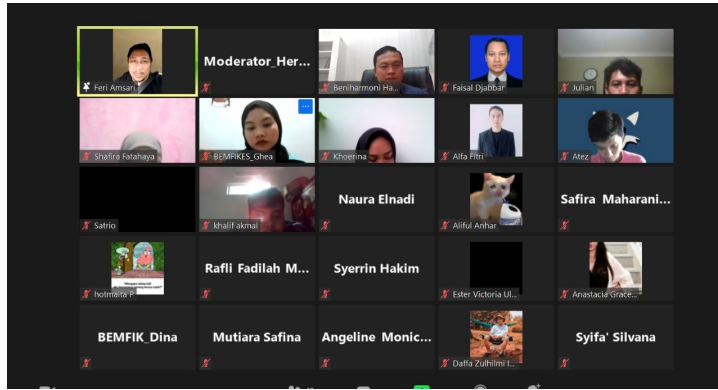 Feri Amsari
Moderator_Her...
Beniharmoni Ha...
Faisal Djabbar
Julian
Shafira Fatahaya
BEMFIKES_Ghea
Khoerina
Alfa Fitri
Atez
Satrio
khalif akmal
Naura Elnadi
Aliful Anhar
Safira Maharani...
hotmaita P
Rafli Fadilah M...
Syerrin Hakim
Ester Victoria Ul...
Anastacia Grace...
BEMFIK_Dina
Mutiara Safina
Angeline Monic...
Daffa Zulhilmi I...
Syifa' Silvana